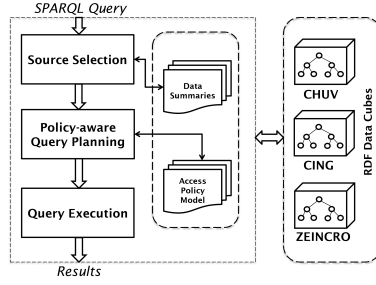 SPARQL Query
Source Selection
Data
Summaries
Policy-aware
Query Planning
Access
Policy
Model
Query Execution
Results
CHUV
CING
ZEINCRO
RDF Data Cubes